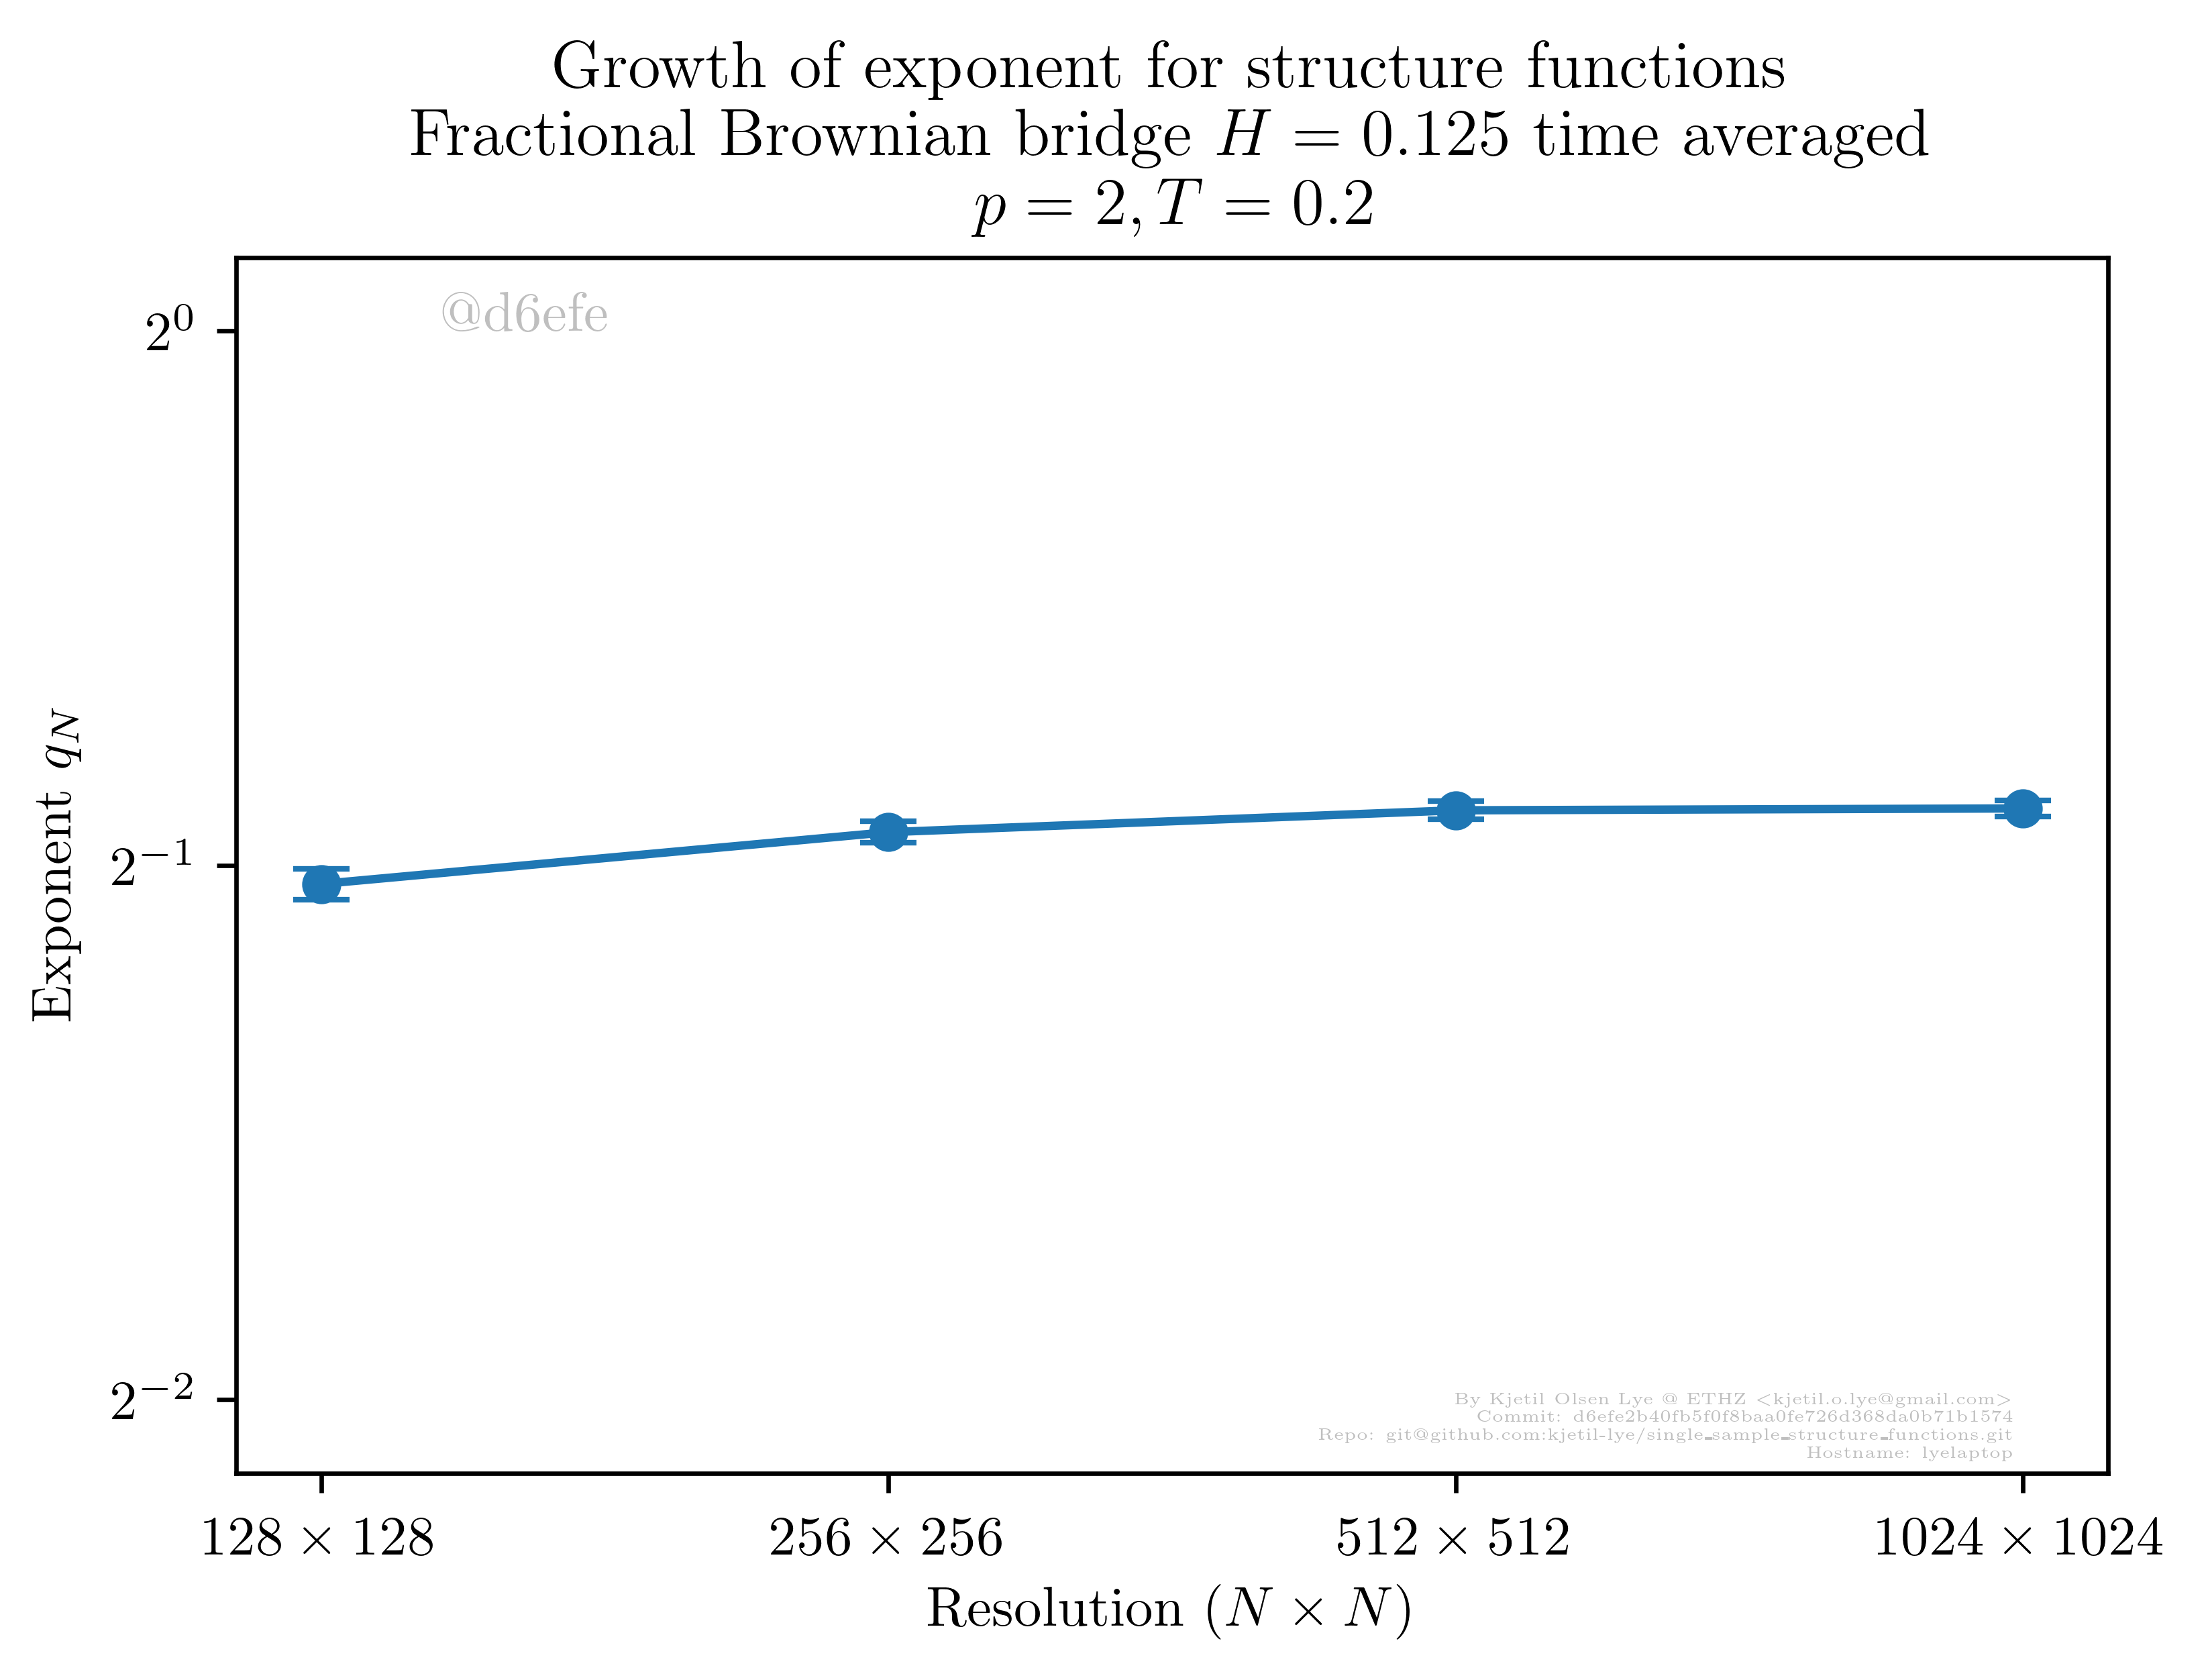 Growth of exponent for structure functions
Fractional Brownian bridge H = 0.125 time averaged
p = 2, T = 0.2
@d6efe
2⁰
2⁻¹
2⁻²
Exponent q_N
By Kjetil Olsen Lye @ ETHZ <kjetil.o.lye@gmail.com>
Commit: d6efe2b40fb5f0f8baa0fe726d368da0b71b1574
Repo: git@github.com:kjetil-lye/single_sample_structure_functions.git
Hostname: lyelaptop
128 × 128 256 × 256 512 × 512 1024 × 1024
Resolution (N × N)